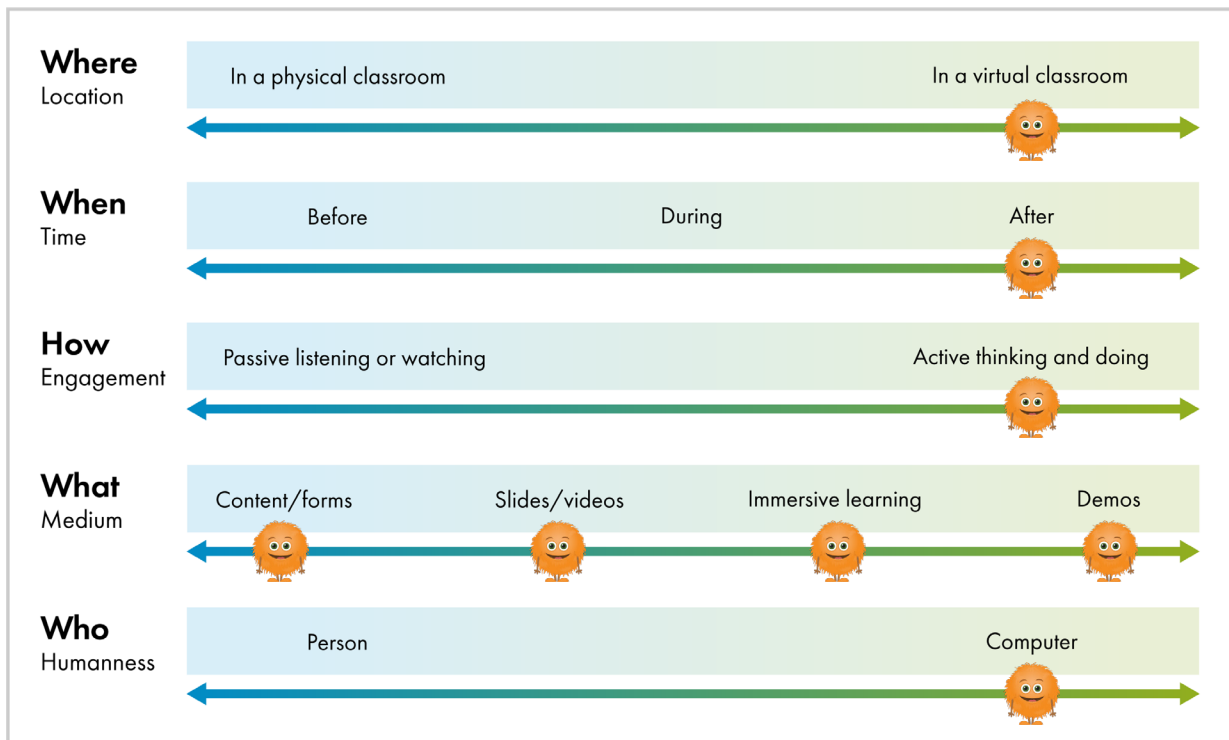 Where
Location
In a physical classroom
In a virtual classroom
When
Time
Before
During
After
How
Engagement
Passive listening or watching
Active thinking and doing
What
Medium
Content/forms
Slides/videos
Immersive learning
Demos
Who
Humanness
Person
Computer